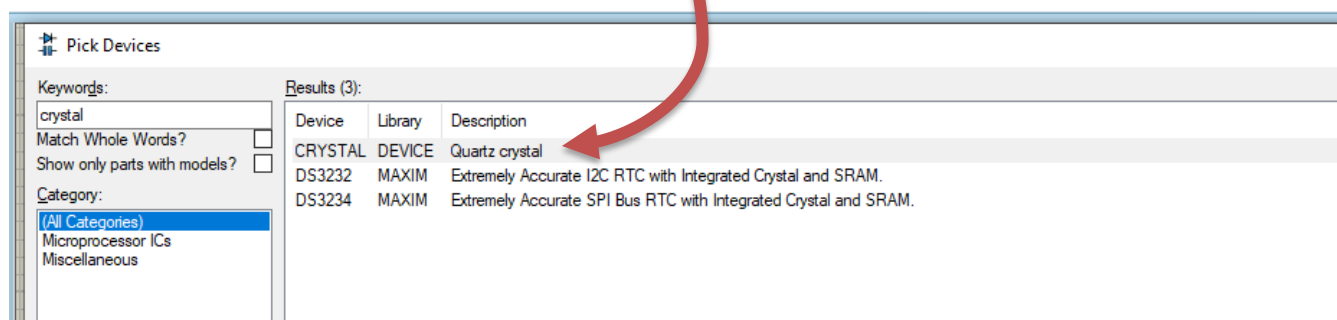 Pick Devices
Keywords:
crystal
Match Whole Words?
Show only parts with models?
Category:
(All Categories)
Microprocessor ICs
Miscellaneous
Results (3):
Device Library Description
CRYSTAL DEVICE Quartz crystal
DS3232 MAXIM Extremely Accurate I2C RTC with Integrated Crystal and SRAM.
DS3234 MAXIM Extremely Accurate SPI Bus RTC with Integrated Crystal and SRAM.